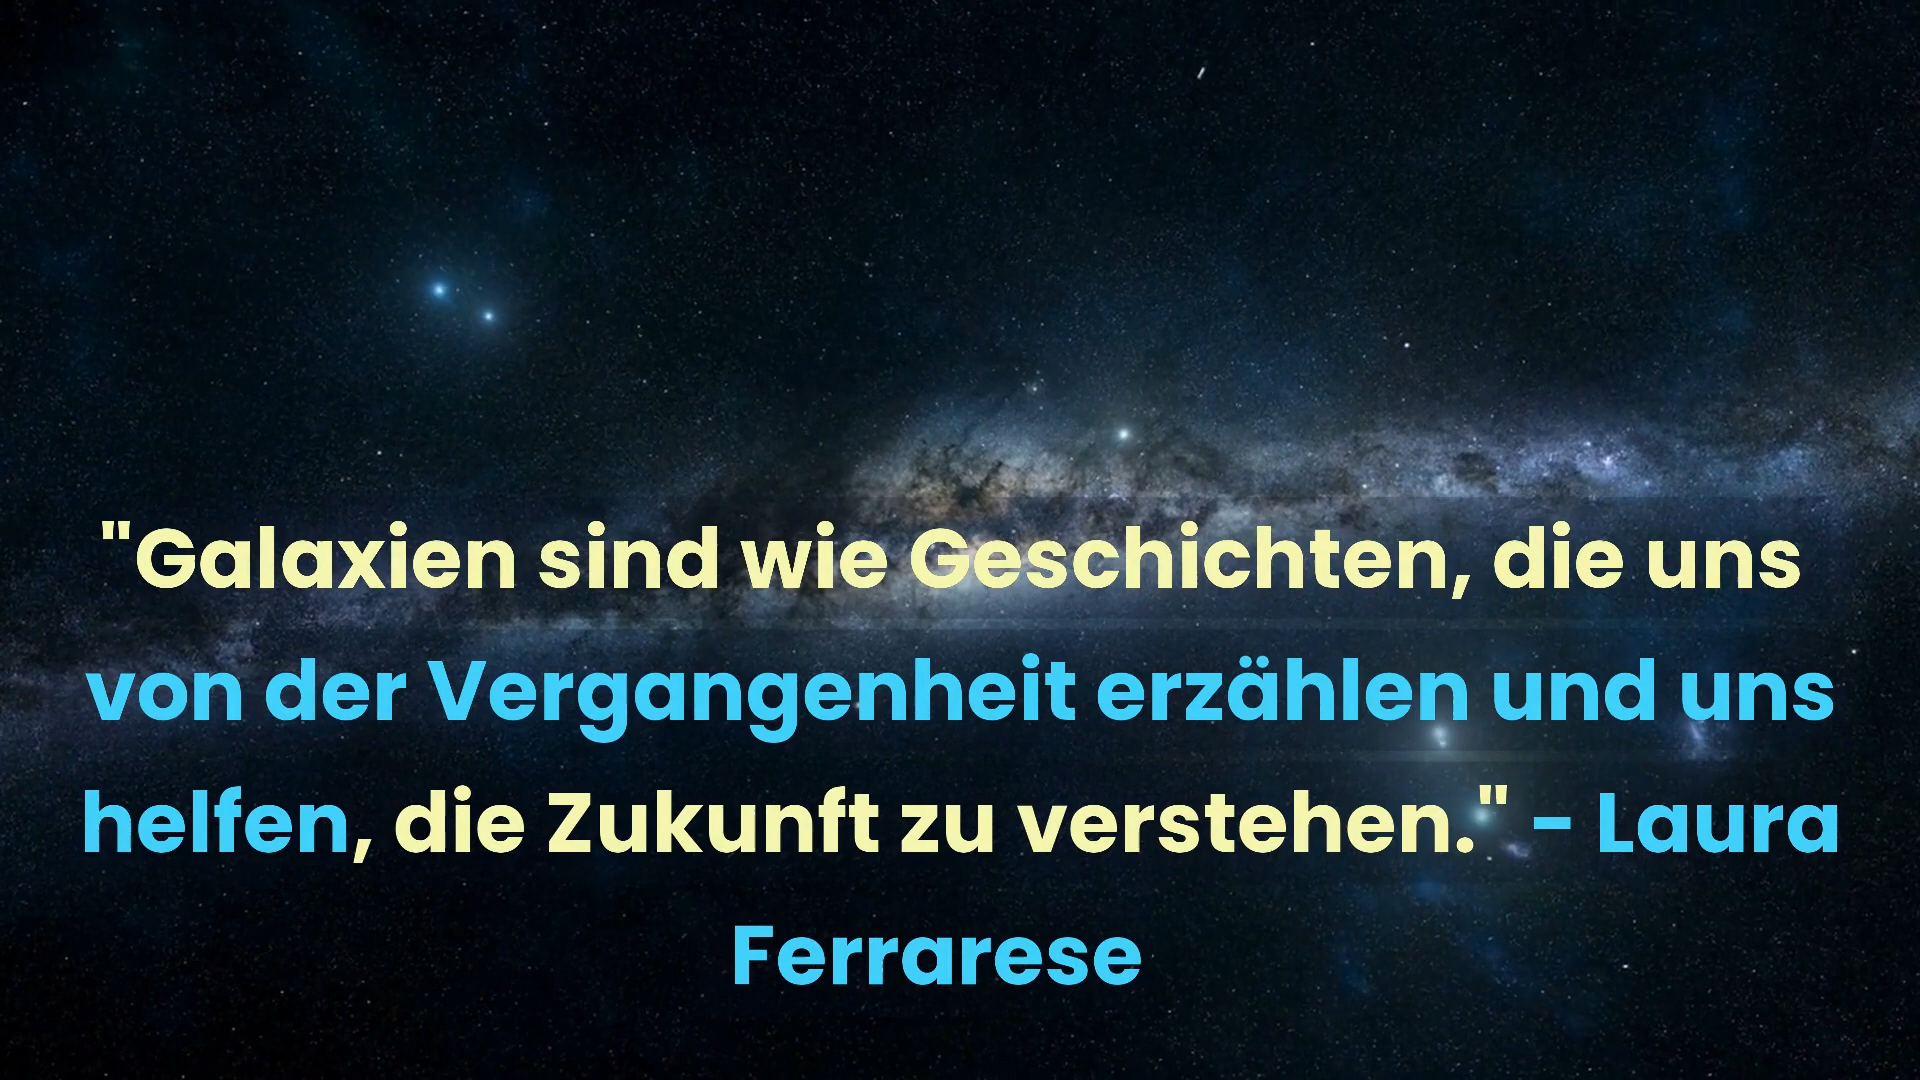 "Galaxien sind wie Geschichten, die uns
von der Vergangenheit erzählen und uns
helfen, die Zukunft zu verstehen." - Laura
Ferrarese